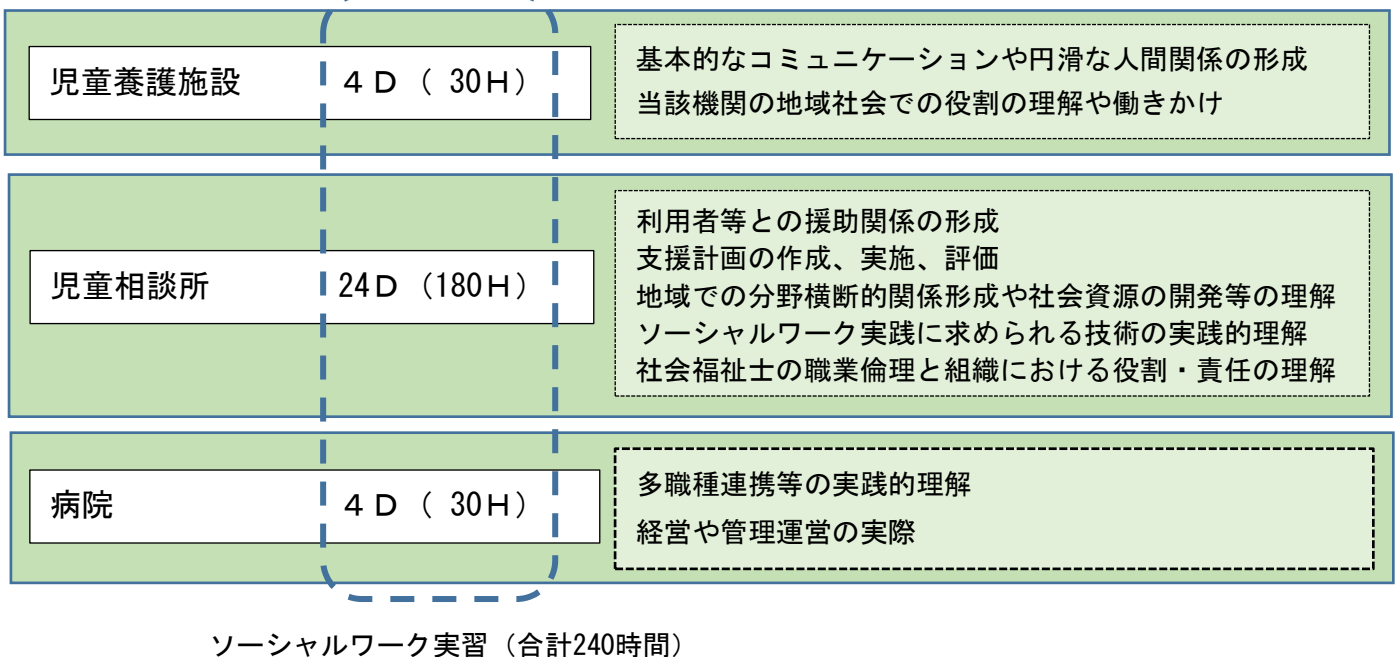 児童養護施設　４Ｄ（ 30Ｈ）
基本的なコミュニケーションや円滑な人間関係の形成
当該機関の地域社会での役割の理解や働きかけ
児童相談所　24Ｄ（180Ｈ）
利用者等との援助関係の形成
支援計画の作成、実施、評価
地域での分野横断的関係形成や社会資源の開発等の理解
ソーシャルワーク実践に求められる技術の実践的理解
社会福祉士の職業倫理と組織における役割・責任の理解
病院　４Ｄ（ 30Ｈ）
多職種連携等の実践的理解
経営や管理運営の実際
ソーシャルワーク実習（合計240時間）